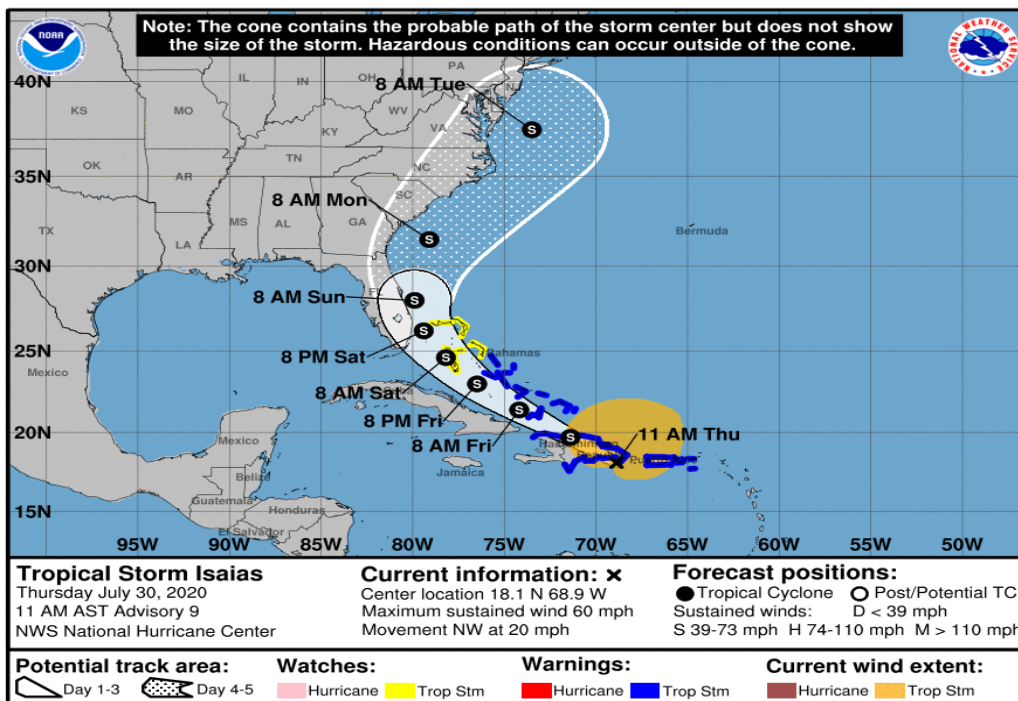 Note: The cone contains the probable path of the storm center but does not show
the size of the storm. Hazardous conditions can occur outside of the cone.
NOAA
NATIONAL WEATHER SERVICE
40N
35N
30N
25N
20N
15N
95W
90W
85W
80W
75W
70W
65W
60W
55W
50W
8 AM Tue
8 AM Mon
8 AM Sun
8 PM Sat
8 AM Sat
8 PM Fri
8 AM Fri
11 AM Thu
S
S
S
S
S
S
S
S
KS
MO
IL
IN
OH
PA
NJ
WV
VA
KY
OK
AR
TN
NC
SC
MS
AL
GA
TX
LA
FL
Bermuda
Bahamas
Mexico
Mexico
Jamaica
Belize
Guatemala
Honduras
El Salvador
Tropical Storm Isaias
Thursday July 30, 2020
11 AM AST Advisory 9
NWS National Hurricane Center
Current information: ×
Center location 18.1 N 68.9 W
Maximum sustained wind 60 mph
Movement NW at 20 mph
Forecast positions:
Tropical Cyclone Post/Potential TC
Sustained winds: D < 39 mph
S 39-73 mph H 74-110 mph M > 110 mph
Potential track area:
Day 1-3 Day 4-5
Watches:
Hurricane Trop Stm
Warnings:
Hurricane Trop Stm
Current wind extent:
Hurricane Trop Stm